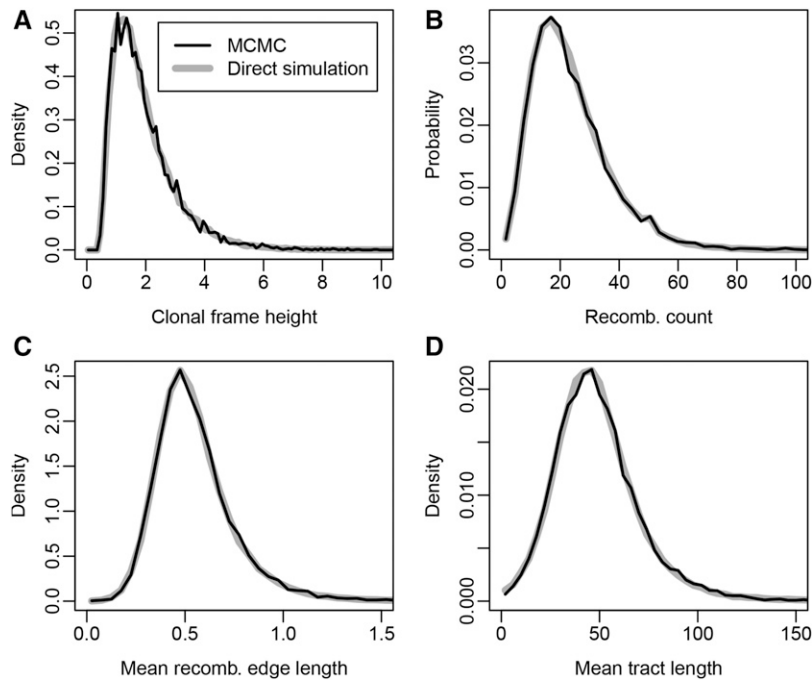 A
Density
0.0 0.1 0.2 0.3 0.4 0.5
MCMC
Direct simulation
0 2 4 6 8 10
Clonal frame height
B
Probability
0.00 0.01 0.02 0.03
0 20 40 60 80 100
Recomb. count
C
Density
0.0 0.5 1.0 1.5 2.0 2.5
0.0 0.5 1.0 1.5
Mean recomb. edge length
D
Density
0.000 0.010 0.020
0 50 100 150
Mean tract length